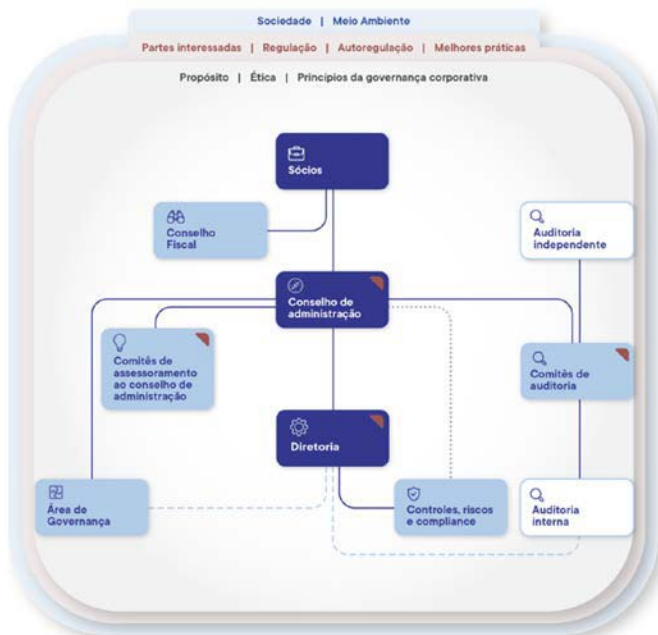 Sociedade | Meio Ambiente
Partes interessadas | Regulação | Autoregulação | Melhores práticas
Propósito | Ética | Princípios da governança corporativa
Sócios
Conselho
Fiscal
Auditoria
independente
Conselho de
administração
Comitês de
assessoramento
ao conselho de
administração
Comitês de
auditoria
Diretoria
Área de
Governança
Controles, riscos
e compliance
Auditoria
interna